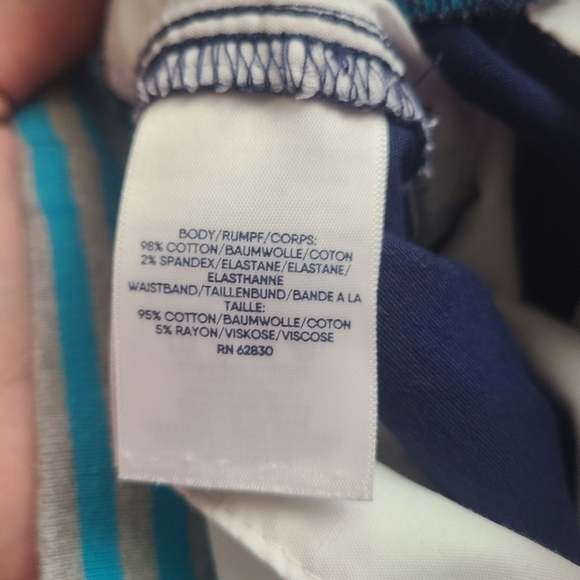 BODY/RUMPF/CORPS:
98% COTTON/BAUMWOLLE/COTON
2% SPANDEX/ELASTANE/ELASTANE/
ELASTHANNE
WAISTBAND/TAILLENBUND/BANDE A LA
TAILLE:
95% COTTON/BAUMWOLLE/COTON
5% RAYON/VISKOSE/VISCOSE
RN 62830